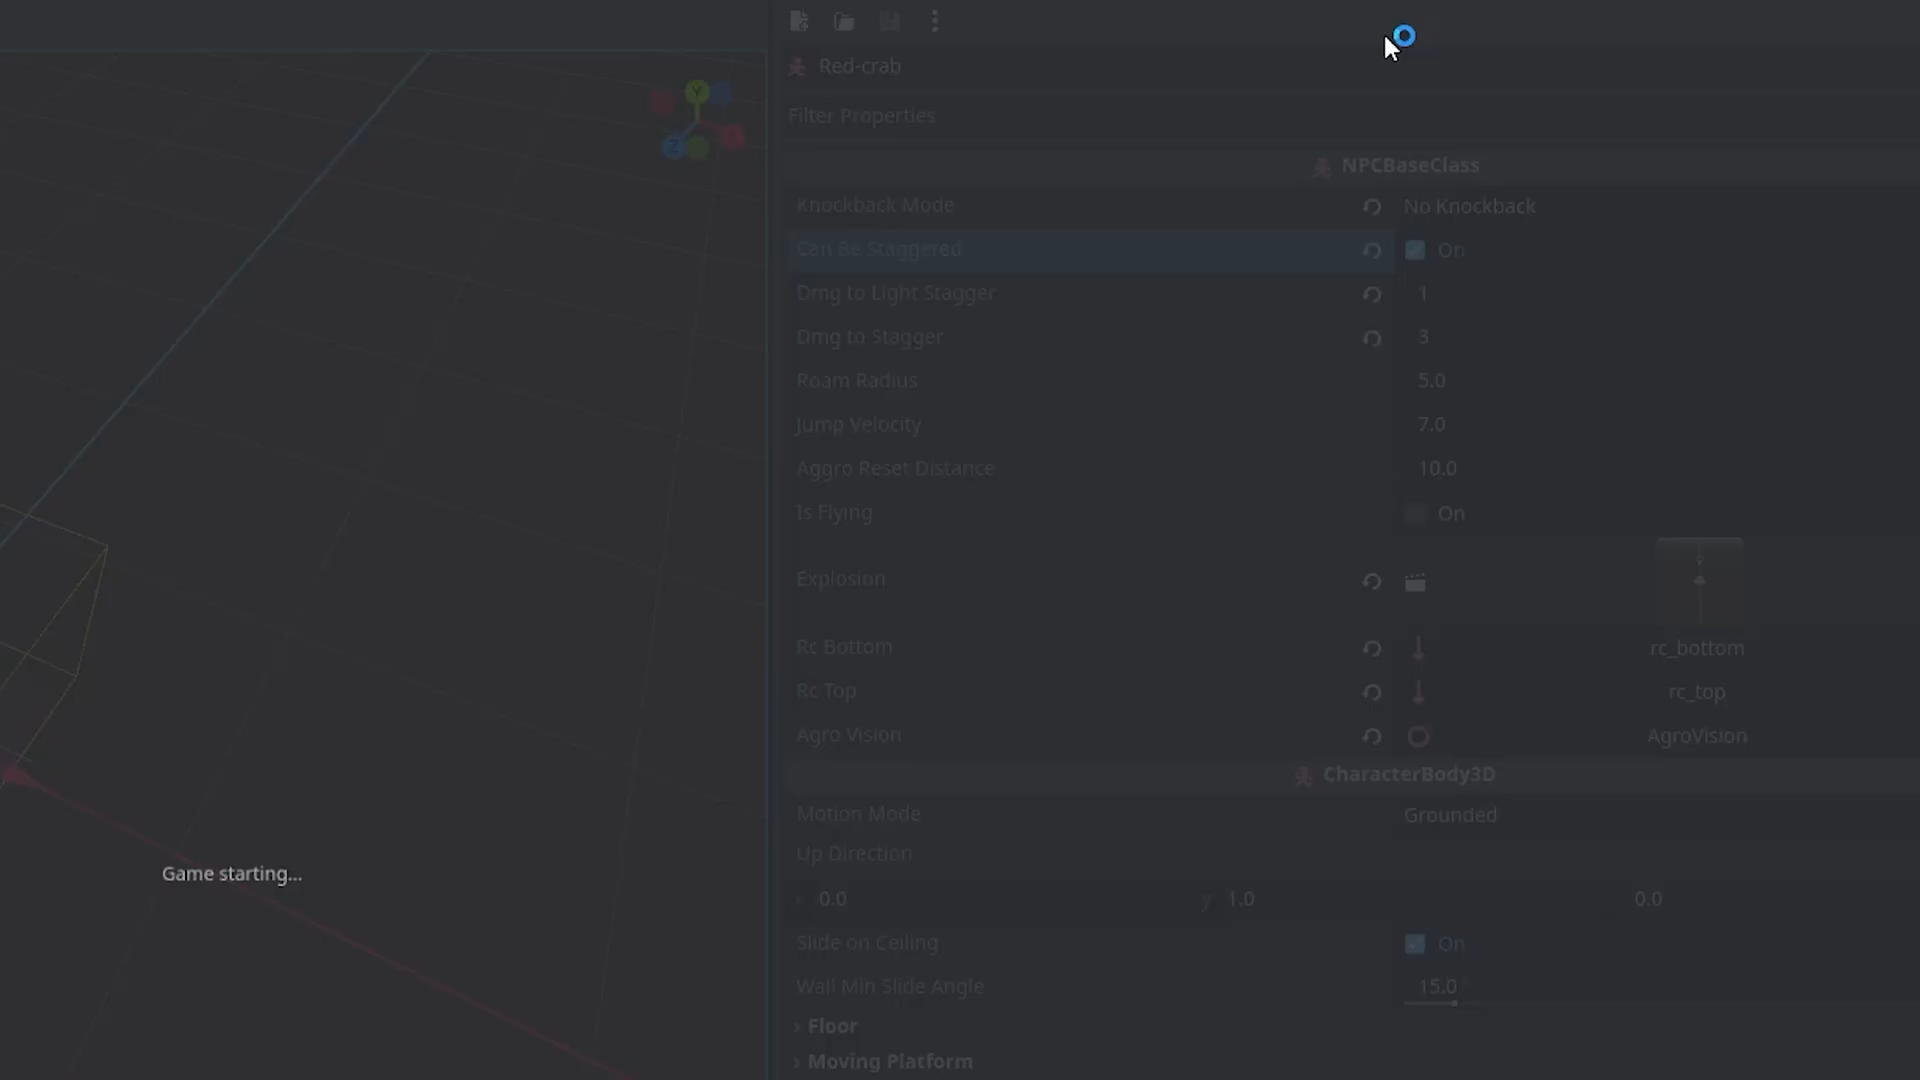 Red-crab
Filter Properties
Y
Z
NPCBaseClass
Knockback Mode No Knockback
Can Be Staggered On
Dmg to Light Stagger 1
Dmg to Stagger 3
Roam Radius 5.0
Jump Velocity 7.0
Aggro Reset Distance 10.0
Is Flying On
Explosion
Rc Bottom rc_bottom
Rc Top rc_top
Agro Vision AgroVision
CharacterBody3D
Motion Mode Grounded
Up Direction
Game starting...
x 0.0 y 1.0 0.0
Slide on Ceiling On
Wall Min Slide Angle 15.0
Floor
Moving Platform